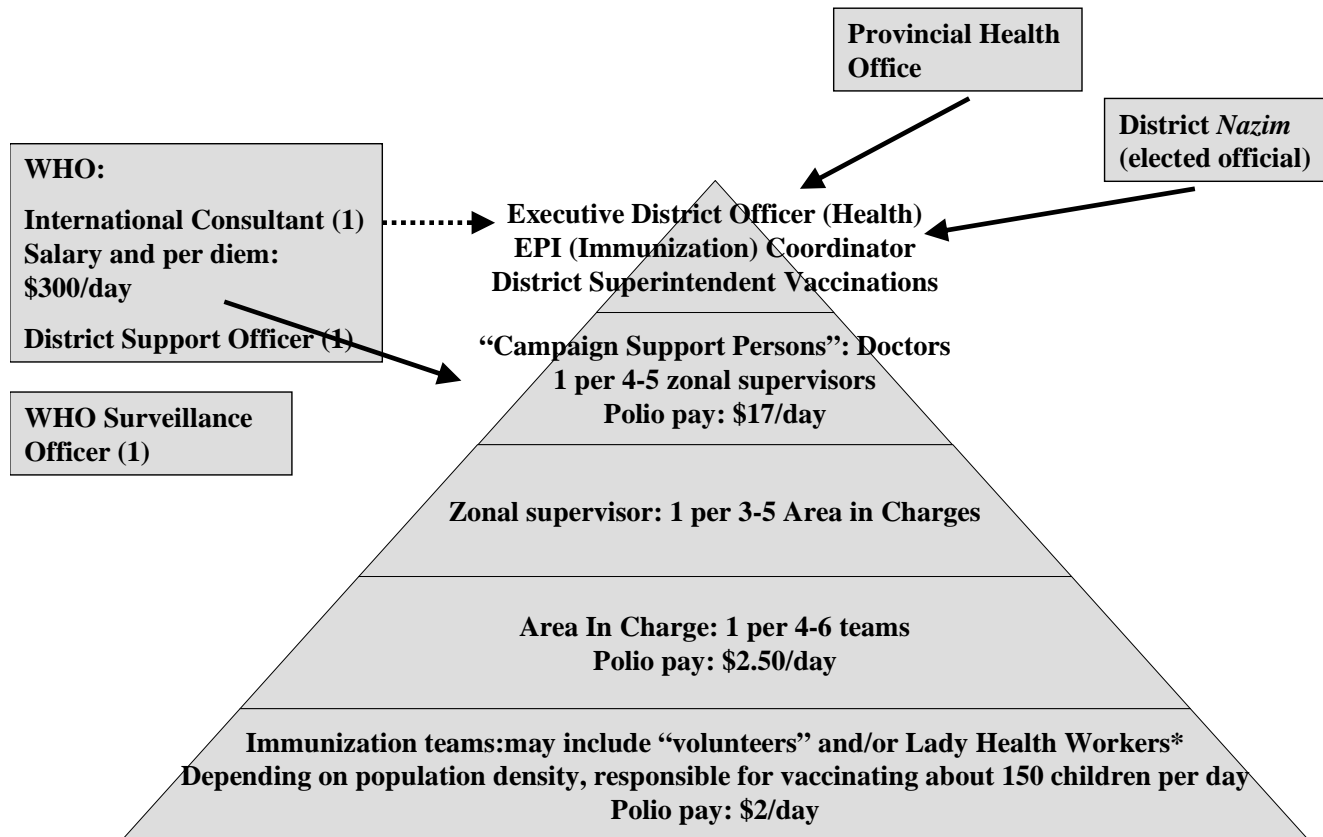 Provincial Health
Office
District Nazim
(elected official)
WHO:
International Consultant (1)
Salary and per diem:
$300/day
District Support Officer (1)
WHO Surveillance
Officer (1)
Executive District Officer (Health)
EPI (Immunization) Coordinator
District Superintendent Vaccinations
“Campaign Support Persons”: Doctors
1 per 4-5 zonal supervisors
Polio pay: $17/day
Zonal supervisor: 1 per 3-5 Area in Charges
Area In Charge: 1 per 4-6 teams
Polio pay: $2.50/day
Immunization teams:may include “volunteers” and/or Lady Health Workers*
Depending on population density, responsible for vaccinating about 150 children per day
Polio pay: $2/day